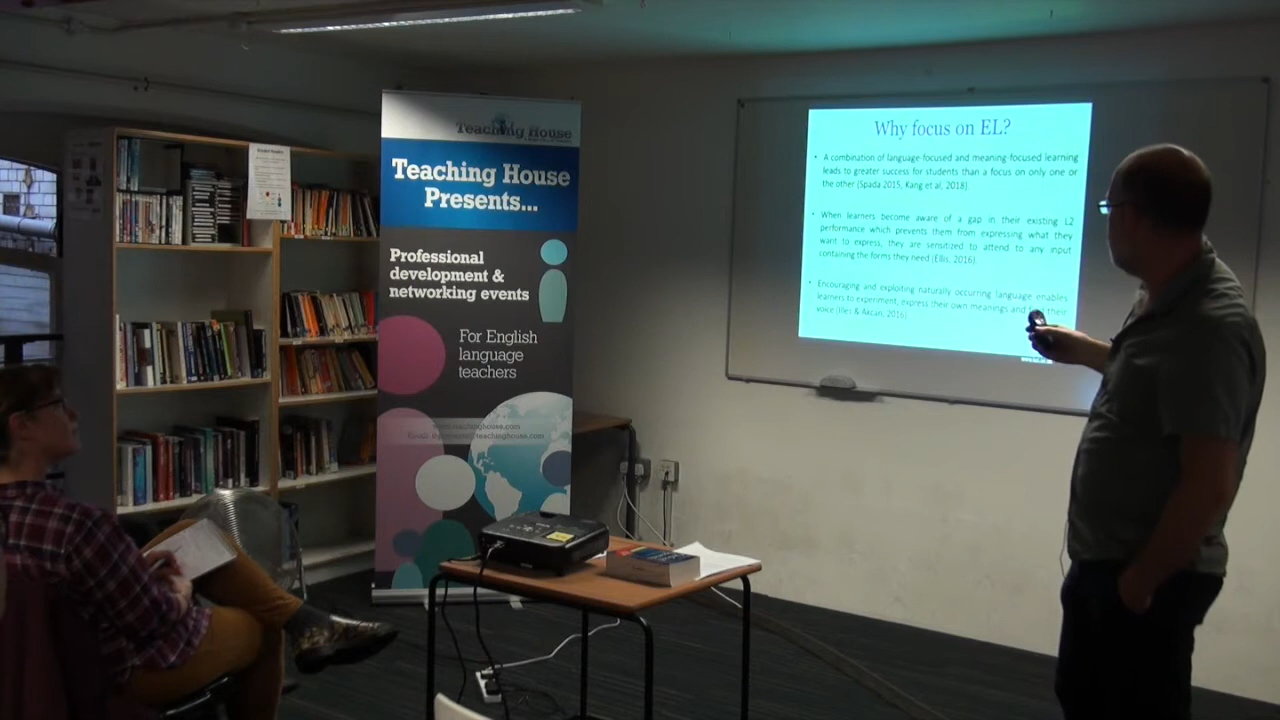 Teaching House
Teaching House
Presents...
Professional
development &
networking events
For English
language
teachers
Why focus on EL?
• A combination of language-focused and meaning-focused learning
leads to greater success for students than a focus on only one or
the other (Spada 2015, Kang et al, 2018).
• When learners become aware of a gap in their existing L2
performance which prevents them from expressing what they
want to express, they are sensitized to attend to any input
containing the forms they need (Ellis, 2016).
• Encouraging and exploiting naturally occurring language enables
learners to experiment, express their own meanings and their
voice (Illes & Akcan, 2016)